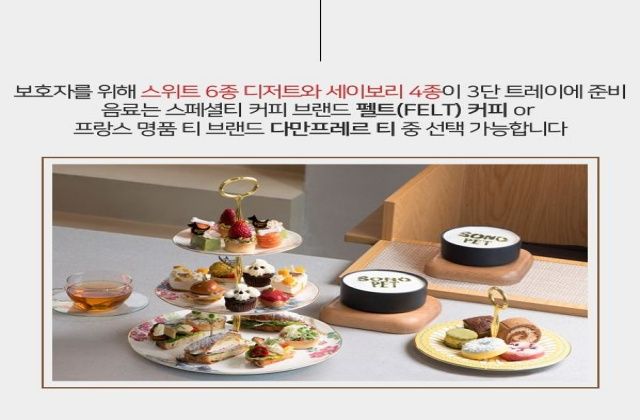 보호자를 위해 스위트 6종 디저트와 세이보리 4종이 3단 트레이에 준비
음료는 스페셜티 커피 브랜드 펠트(FELT) 커피 or
프랑스 명품 티 브랜드 다만프레르 티 중 선택 가능합니다
SONO
PET
SONO
PET